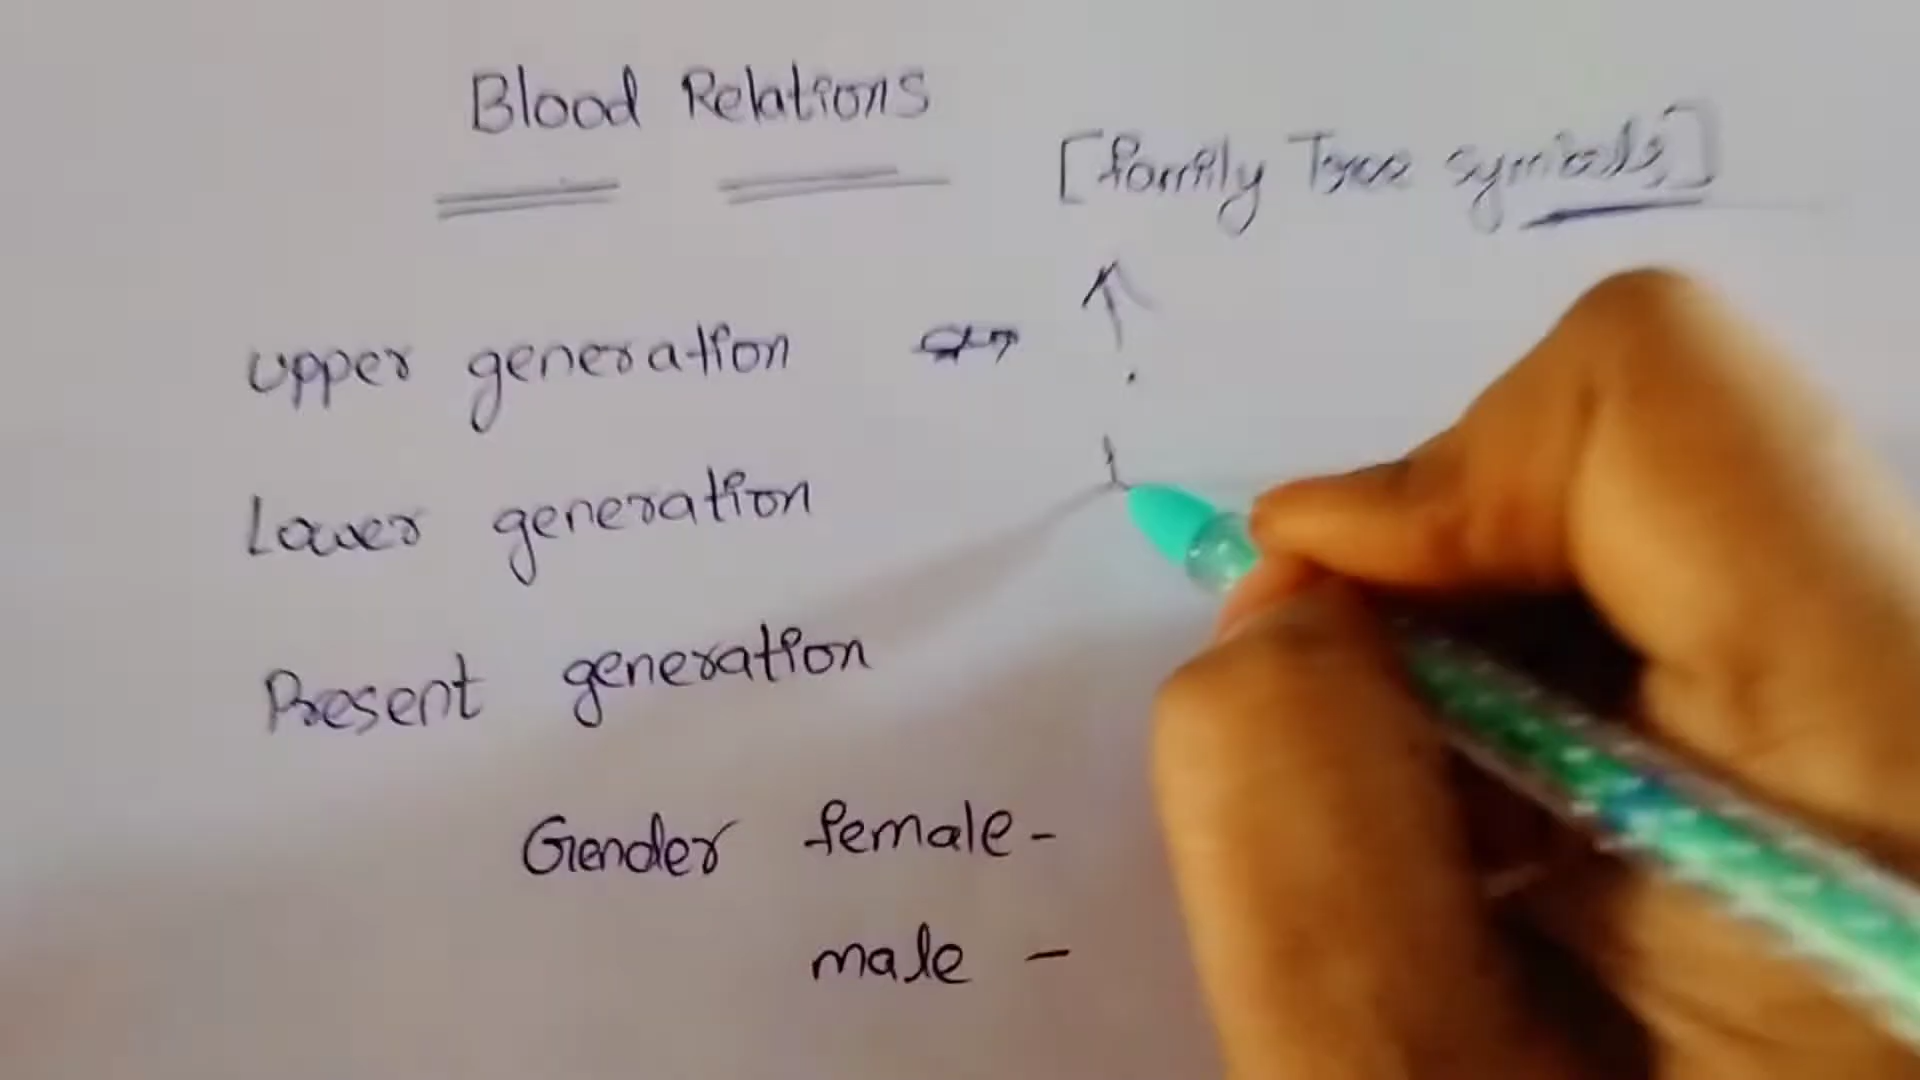 Blood Relations
[family Tree symbols]
Upper generation
Lower generation
Present generation
Gender female -
male -